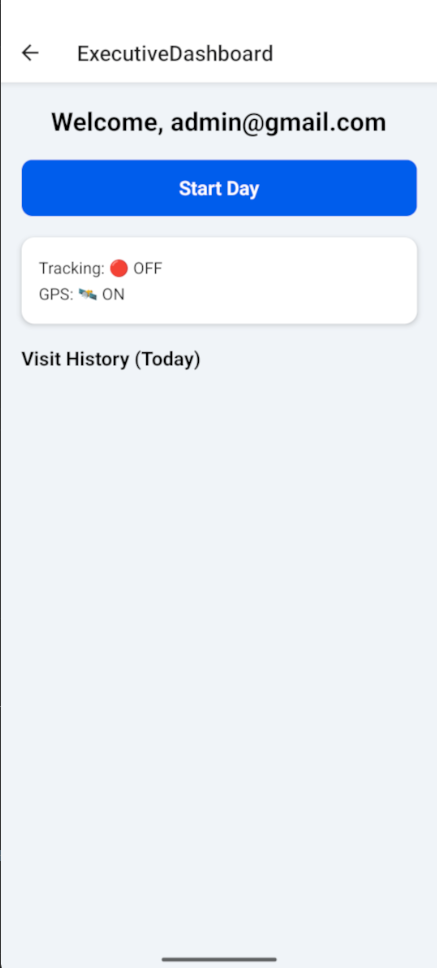 ExecutiveDashboard
Welcome, admin@gmail.com
Start Day
Tracking: 🔴 OFF
GPS: 🛰️ ON
Visit History (Today)